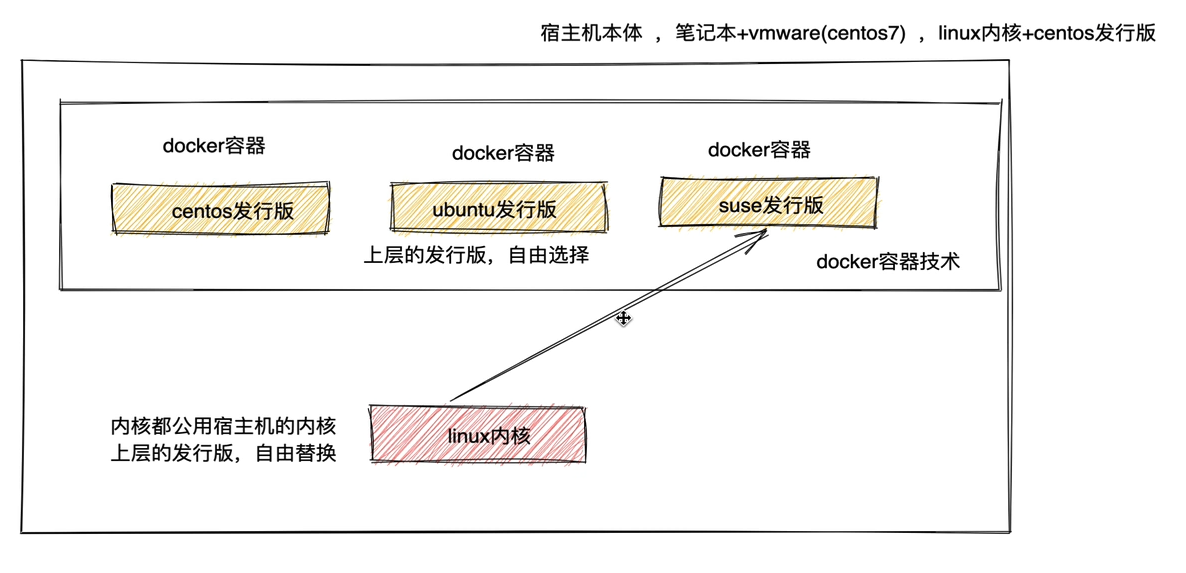 宿主机本体 ，笔记本+vmware(centos7) ，linux内核+centos发行版
docker容器
docker容器
docker容器
centos发行版
ubuntu发行版
suse发行版
上层的发行版，自由选择
docker容器技术
内核都公用宿主机的内核
上层的发行版，自由替换
linux内核